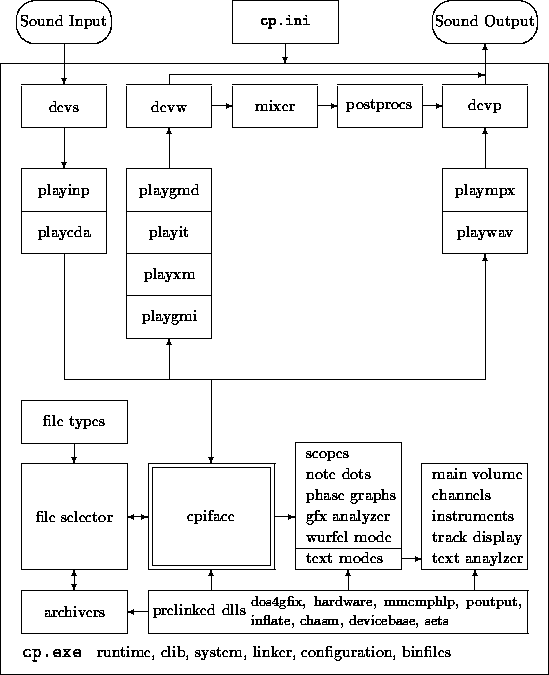 Sound Input
cp.ini
Sound Output
devs
devw
mixer
postprocs
devp
playinp
playcda
playgmd
playit
playxm
playgmi
plaympx
playwav
file types
file selector
archivers
cpiface
scopes
note dots
phase graphs
gfx analyzer
wurfel mode
text modes
main volume
channels
instruments
track display
text anaylzer
prelinked dlls
dos4gfix, hardware, mmcmphlp, poutput,
inflate, chasm, devicebase, sets
cp.exe runtime, clib, system, linker, configuration, binfiles